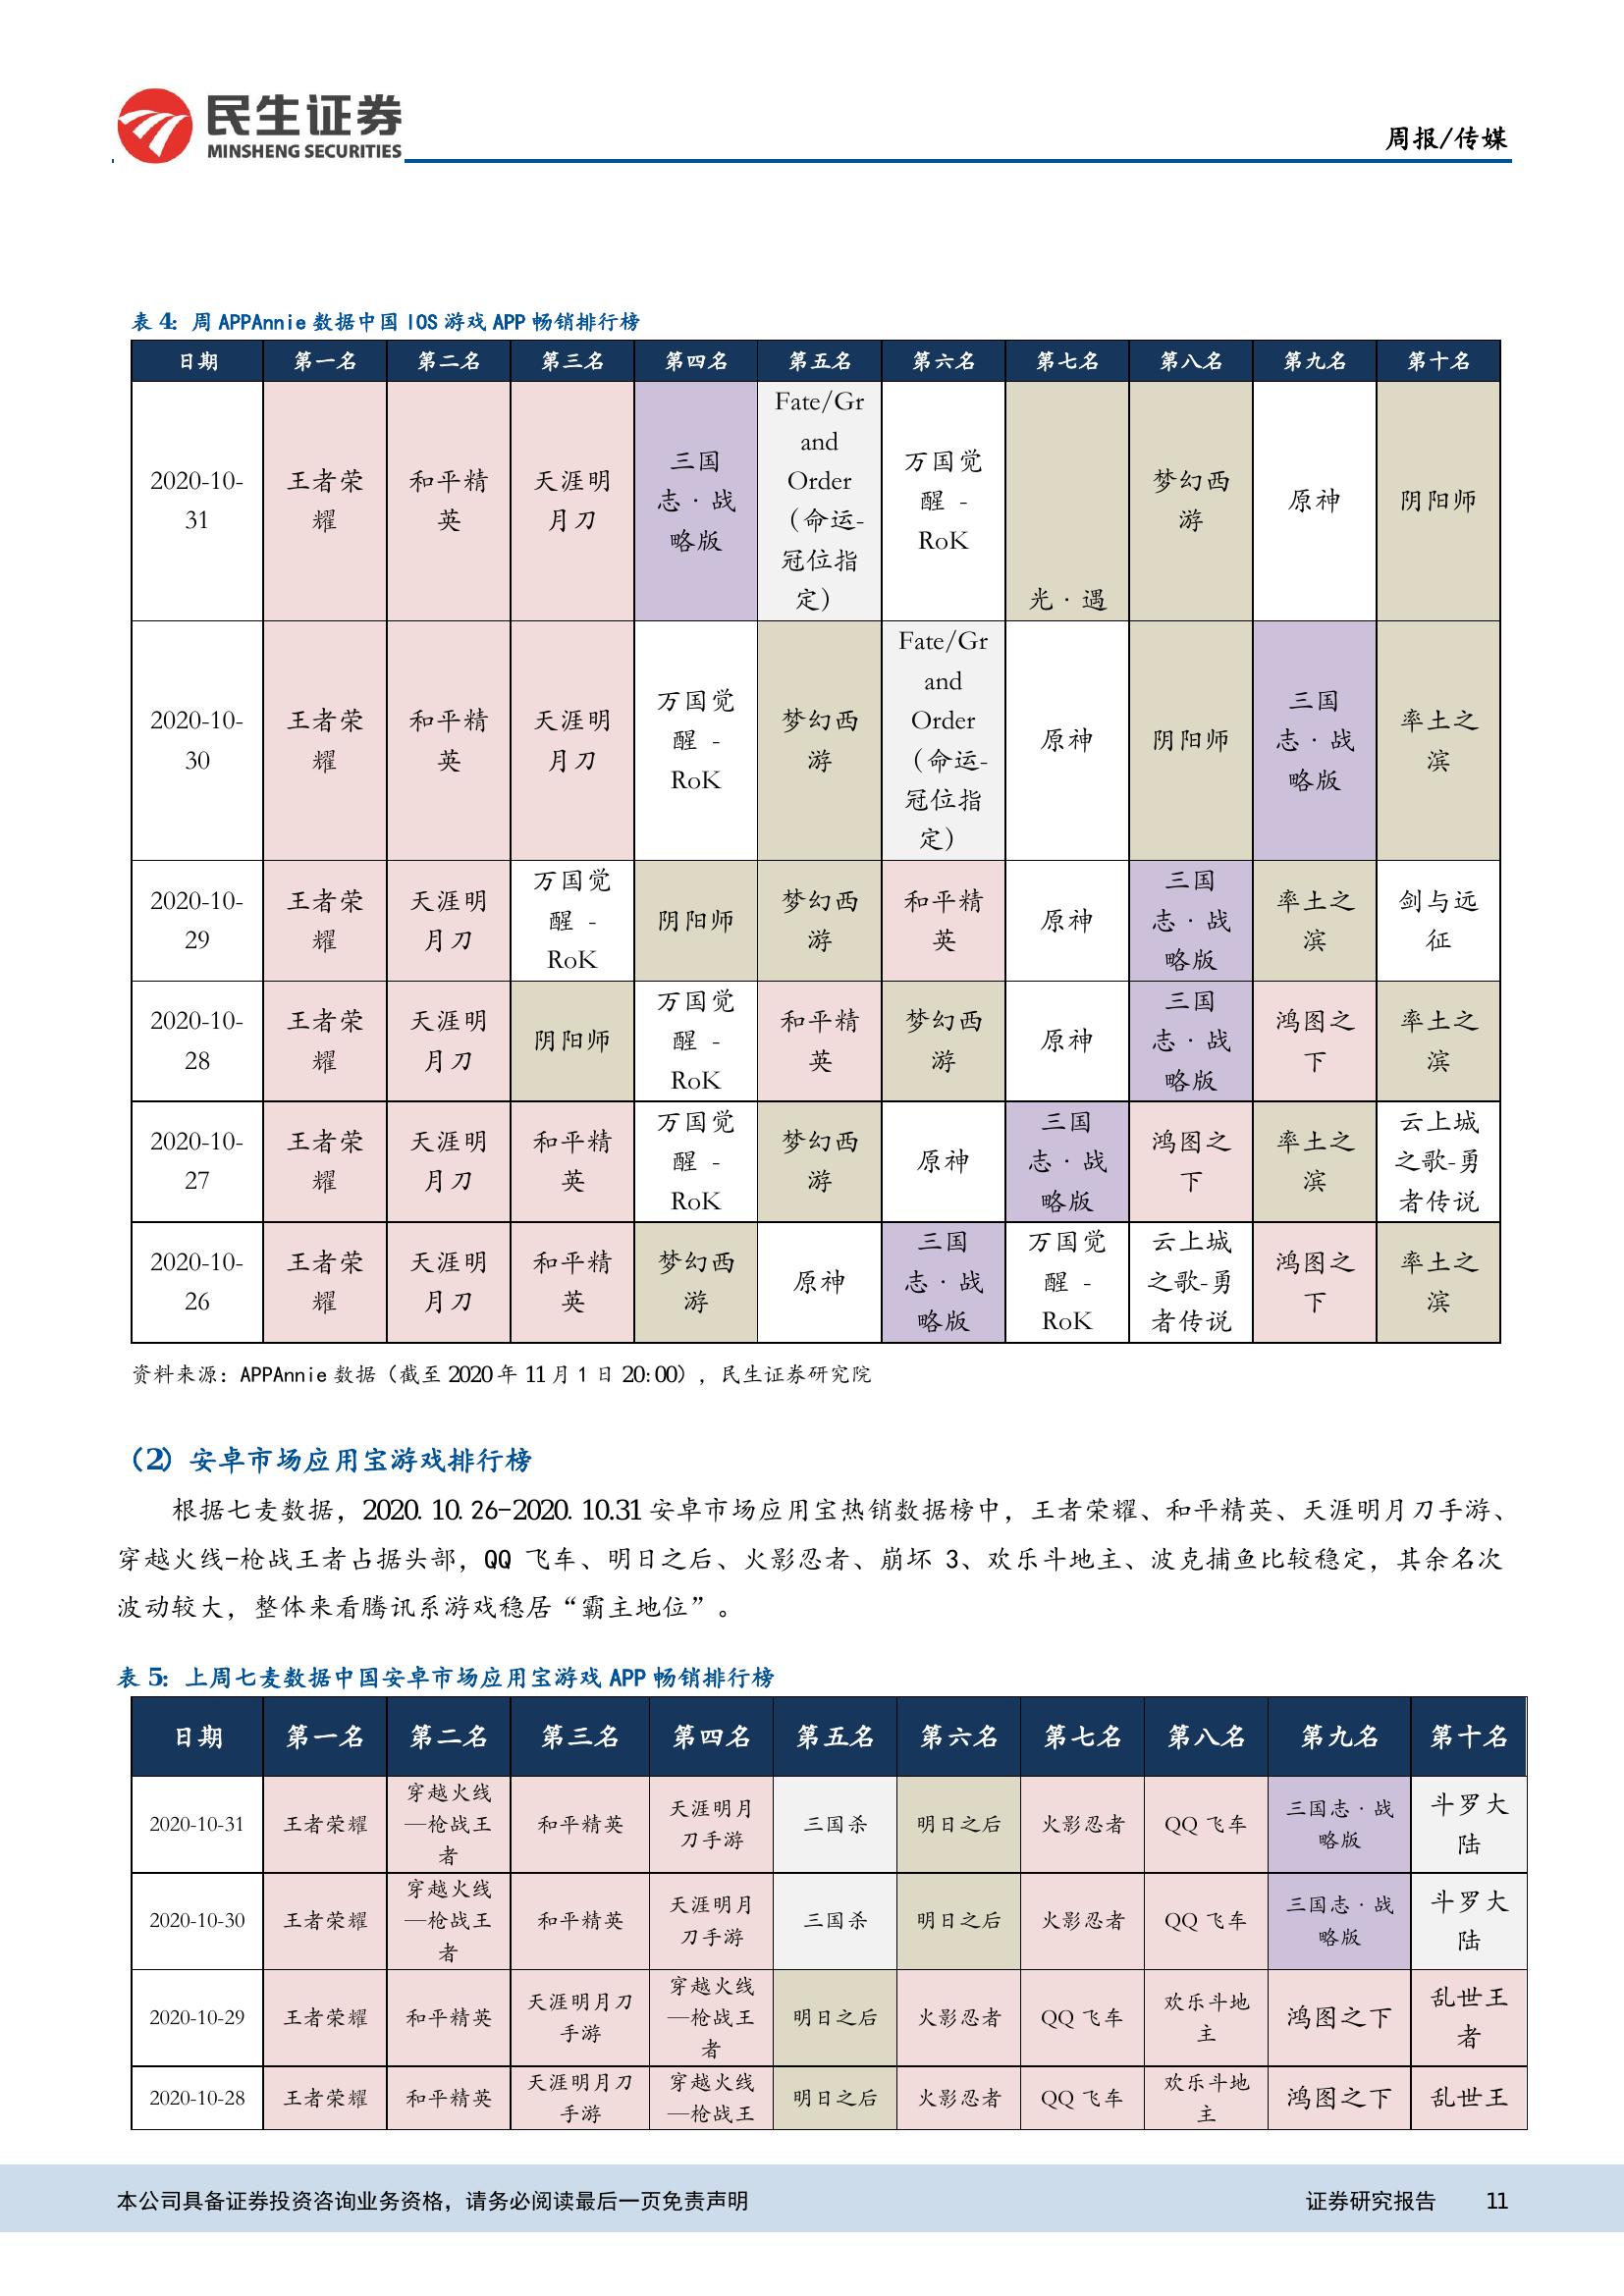 民生证券
MINSHENG SECURITIES
周报/传媒
表 4: 周 APPAnnie 数据中国 IOS 游戏 APP 畅销排行榜
日期 第一名 第二名 第三名 第四名 第五名 第六名 第七名 第八名 第九名 第十名
2020-10-31 王者荣耀 和平精英 天涯明月刀 三国志·战略版 Fate/Grand Order（命运-冠位指定） 万国觉醒 - RoK 光·遇 梦幻西游 原神 阴阳师
2020-10-30 王者荣耀 和平精英 天涯明月刀 万国觉醒 - RoK 梦幻西游 Fate/Grand Order（命运-冠位指定） 原神 阴阳师 三国志·战略版 率土之滨
2020-10-29 王者荣耀 天涯明月刀 万国觉醒 - RoK 阴阳师 梦幻西游 和平精英 原神 三国志·战略版 率土之滨 剑与远征
2020-10-28 王者荣耀 天涯明月刀 阴阳师 万国觉醒 - RoK 和平精英 梦幻西游 原神 三国志·战略版 鸿图之下 率土之滨
2020-10-27 王者荣耀 天涯明月刀 和平精英 万国觉醒 - RoK 梦幻西游 原神 三国志·战略版 鸿图之下 率土之滨 云上城之歌-勇者传说
2020-10-26 王者荣耀 天涯明月刀 和平精英 梦幻西游 原神 三国志·战略版 万国觉醒 - RoK 云上城之歌-勇者传说 鸿图之下 率土之滨
资料来源：APPAnnie 数据（截至 2020 年 11 月 1 日 20:00），民生证券研究院
（2）安卓市场应用宝游戏排行榜
根据七麦数据，2020.10.26-2020.10.31 安卓市场应用宝热销数据榜中，王者荣耀、和平精英、天涯明月刀手游、
穿越火线-枪战王者占据头部，QQ 飞车、明日之后、火影忍者、崩坏 3、欢乐斗地主、波克捕鱼比较稳定，其余名次
波动较大，整体来看腾讯系游戏稳居“霸主地位”。
表 5: 上周七麦数据中国安卓市场应用宝游戏 APP 畅销排行榜
日期 第一名 第二名 第三名 第四名 第五名 第六名 第七名 第八名 第九名 第十名
2020-10-31 王者荣耀 穿越火线—枪战王者 和平精英 天涯明月刀手游 三国杀 明日之后 火影忍者 QQ 飞车 三国志·战略版 斗罗大陆
2020-10-30 王者荣耀 穿越火线—枪战王者 和平精英 天涯明月刀手游 三国杀 明日之后 火影忍者 QQ 飞车 三国志·战略版 斗罗大陆
2020-10-29 王者荣耀 和平精英 天涯明月刀手游 穿越火线—枪战王者 明日之后 火影忍者 QQ 飞车 欢乐斗地主 鸿图之下 乱世王者
2020-10-28 王者荣耀 和平精英 天涯明月刀手游 穿越火线—枪战王 明日之后 火影忍者 QQ 飞车 欢乐斗地主 鸿图之下 乱世王
本公司具备证券投资咨询业务资格，请务必阅读最后一页免责声明 证券研究报告 11